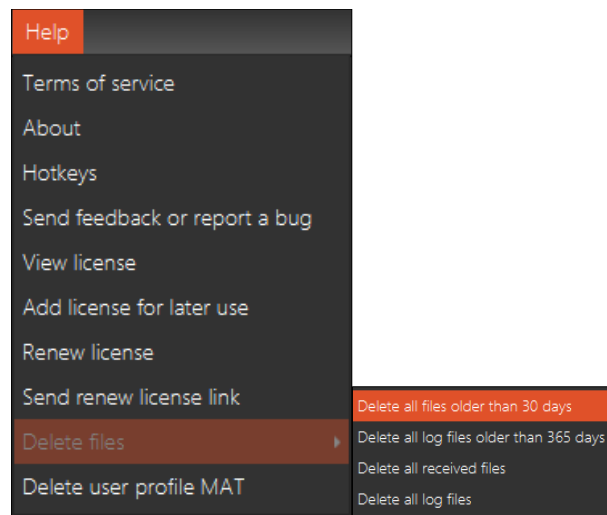 Help
Terms of service
About
Hotkeys
Send feedback or report a bug
View license
Add license for later use
Renew license
Send renew license link
Delete files
Delete user profile MAT
Delete all files older than 30 days
Delete all log files older than 365 days
Delete all received files
Delete all log files